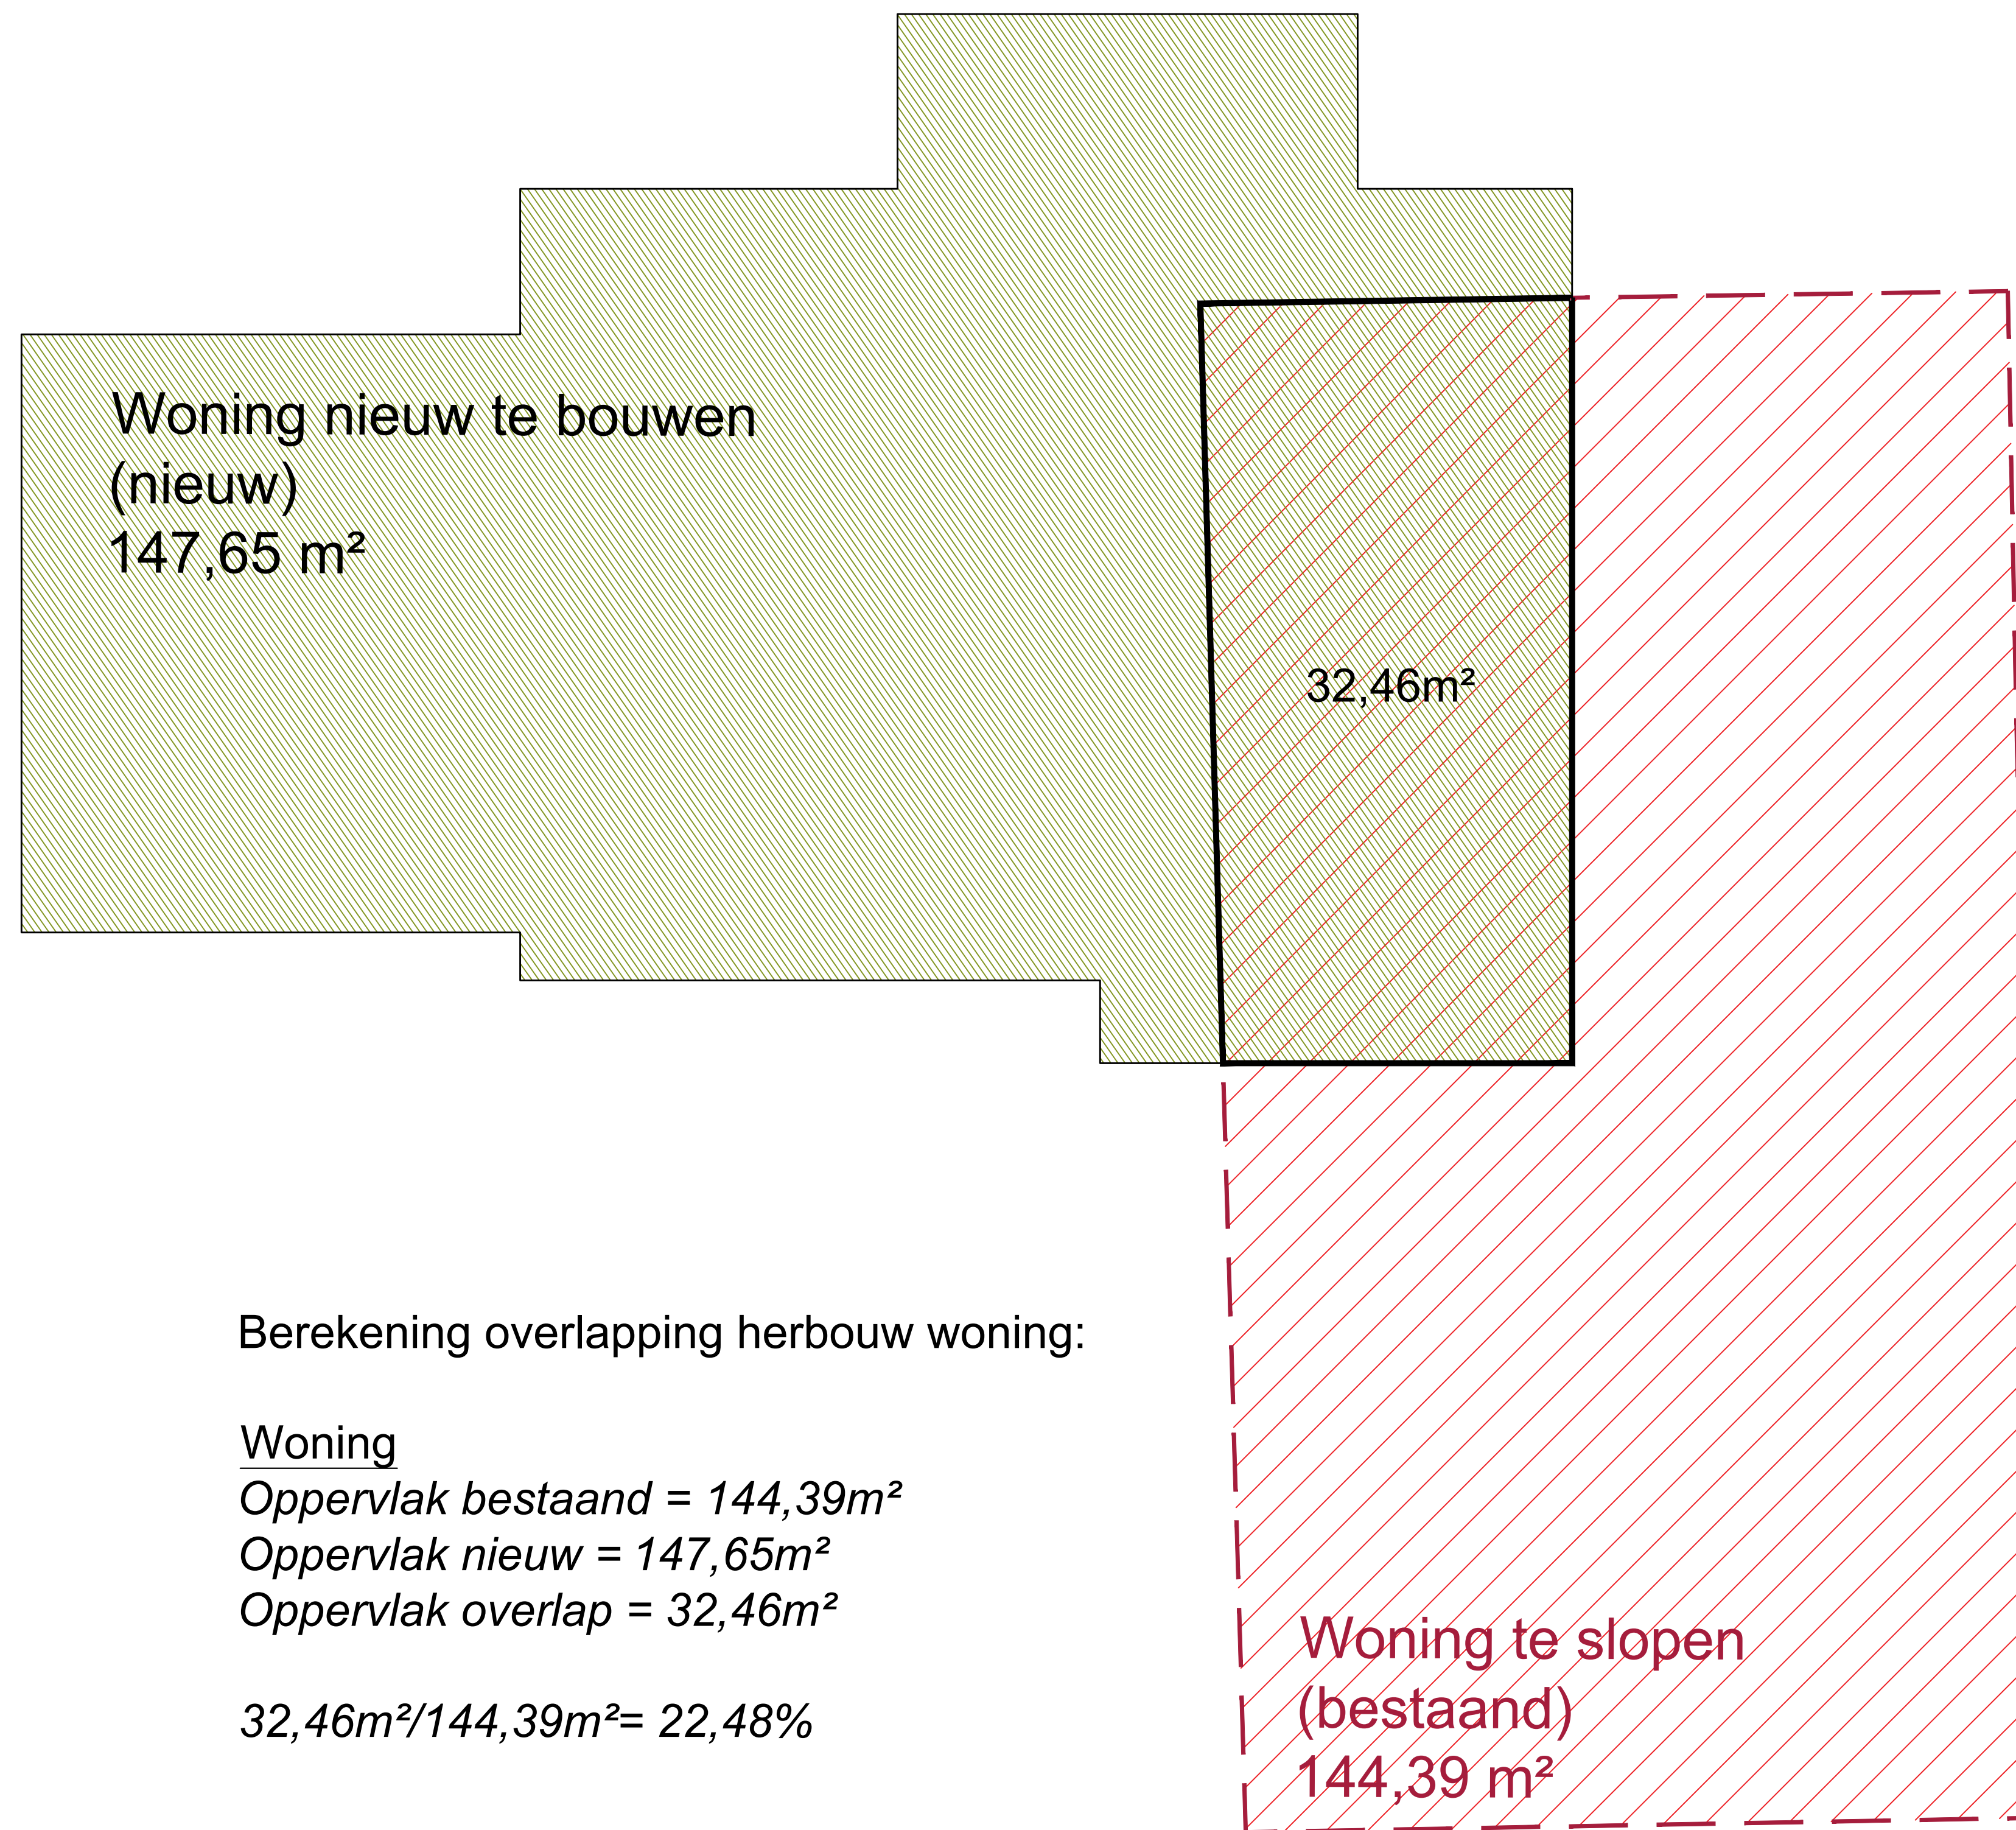 Woning nieuw te bouwen
(nieuw)
147,65 m²
32,46m²
Berekening overlapping herbouw woning:
Woning
Oppervlak bestaand = 144,39m²
Oppervlak nieuw = 147,65m²
Oppervlak overlap = 32,46m²
32,46m²/144,39m²= 22,48%
Woning te slopen
(bestaand)
144,39 m²